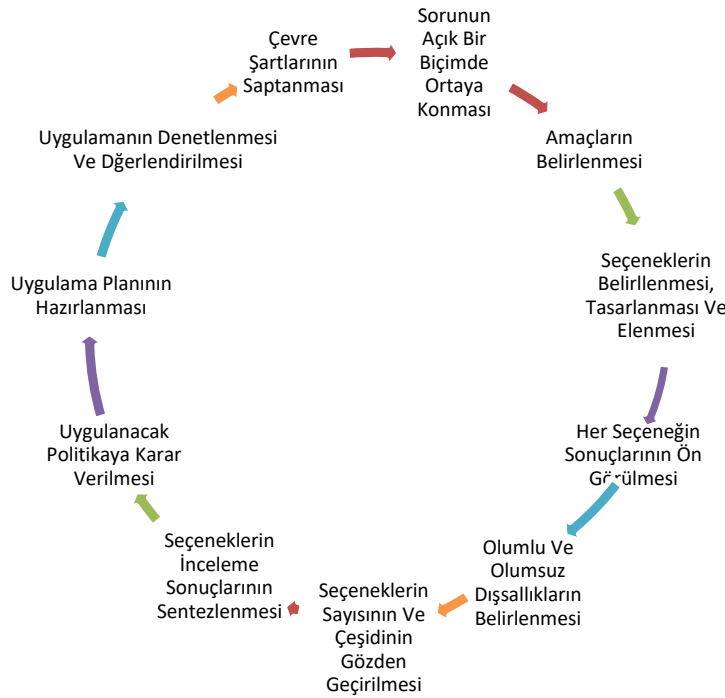 Çevre
Şartlarının
Saptanması
Sorunun
Açık Bir
Biçimde
Ortaya
Konması
Amaçların
Belirlenmesi
Seçeneklerin
Belirllenmesi,
Tasarlanması Ve
Elenmesi
Her Seçeneğin
Sonuçlarının Ön
Görülmesi
Olumlu Ve
Olumsuz
Dışsallıkların
Belirlenmesi
Seçeneklerin
Sayısının Ve
Çeşidinin
Gözden
Geçirilmesi
Seçeneklerin
İnceleme
Sonuçlarının
Sentezlenmesi
Uygulanacak
Politikaya Karar
Verilmesi
Uygulama Planının
Hazırlanması
Uygulamanın Denetlenmesi
Ve Dğerlendirilmesi